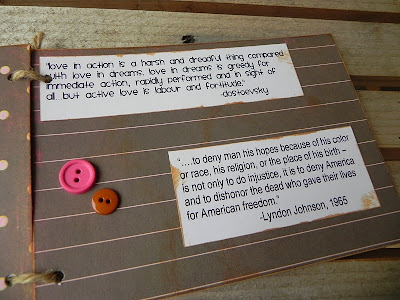 "love in action is a harsh and dreadful thing compared
with love in dreams. love in dreams is greedy for
immediate action, rapidly performed and in sight of
all. but active love is labour and fortitude."
-dostoevsky
"....to deny man his hopes because of his color
or race, his religion, or the place of his birth –
is not only to do injustice, it is to deny America
and to dishonor the dead who gave their lives
for American freedom."
-Lyndon Johnson, 1965